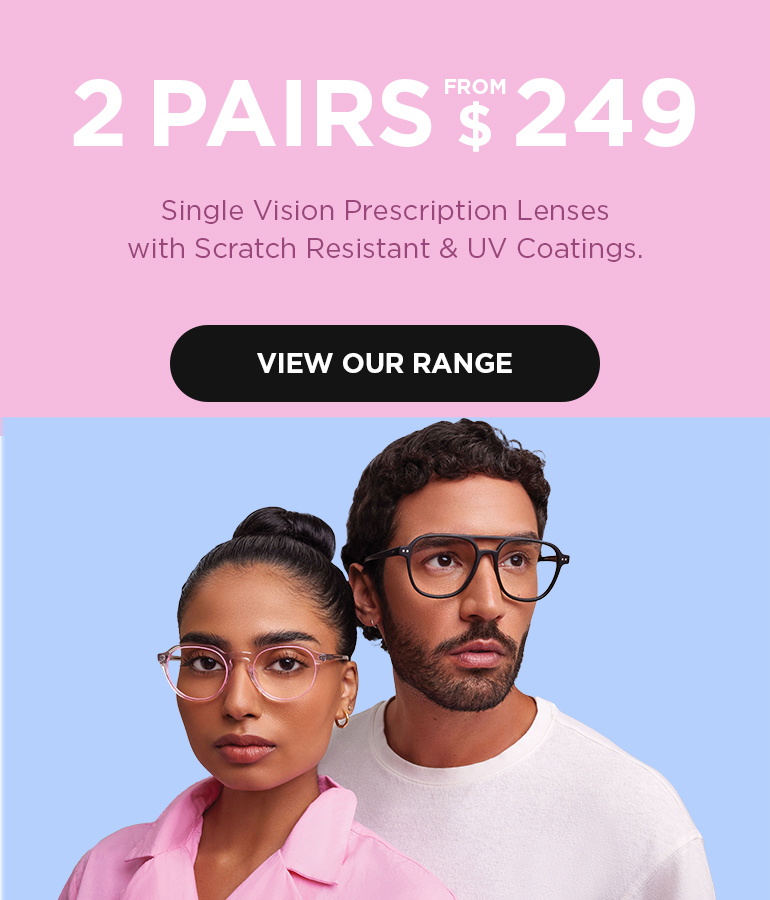 2 PAIRS FROM $249
Single Vision Prescription Lenses
with Scratch Resistant & UV Coatings.
VIEW OUR RANGE